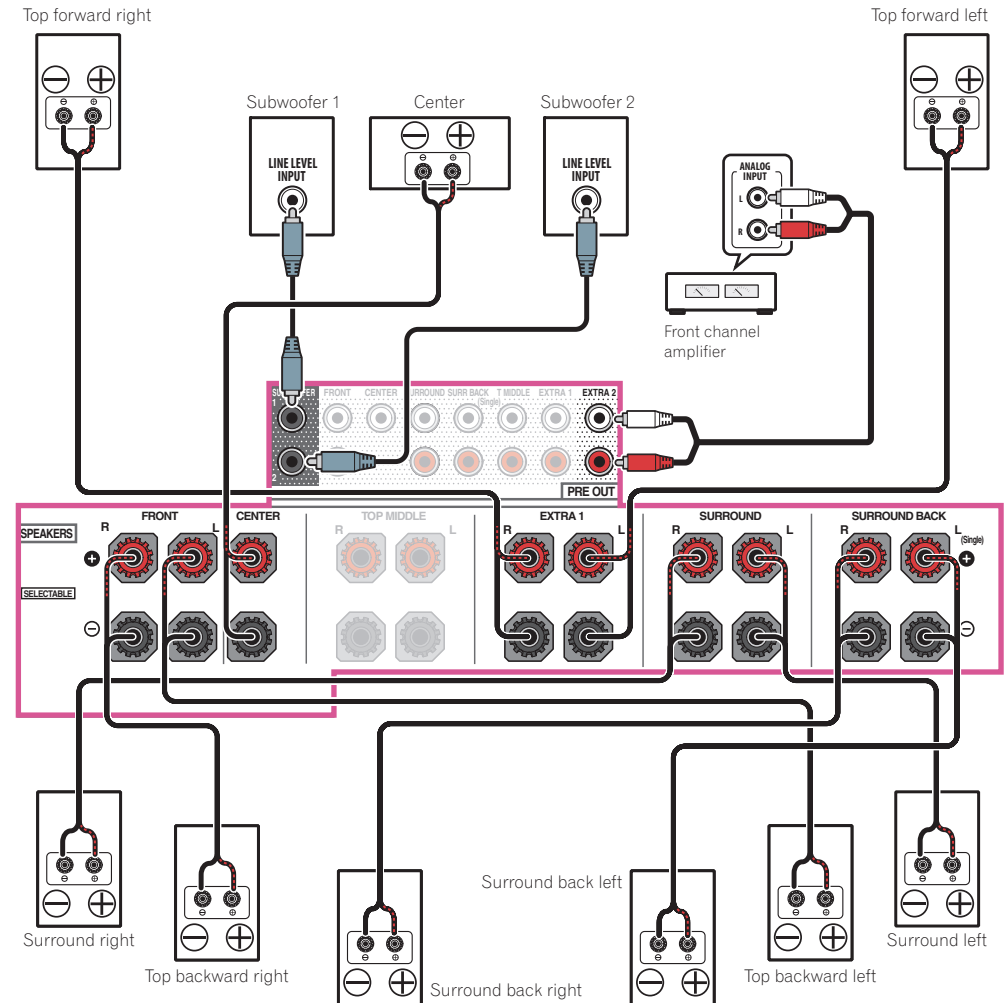 Top forward right
Top forward left
Subwoofer 1
Center
Subwoofer 2
LINE LEVEL
INPUT
LINE LEVEL
INPUT
ANALOG
INPUT
L
R
Front channel
amplifier
FRONT
CENTER
SURR BACK
(Single)
T MIDDLE
EXTRA 1
EXTRA 2
1
2
PRE OUT
SPEAKERS
SELECTABLE
R
FRONT
L
CENTER
R
TOP MIDDLE
L
R
EXTRA 1
L
R
SURROUND
L
R
SURROUND BACK
L
(Single)
Surround right
Top backward right
Surround back left
Surround back right
Top backward left
Surround left